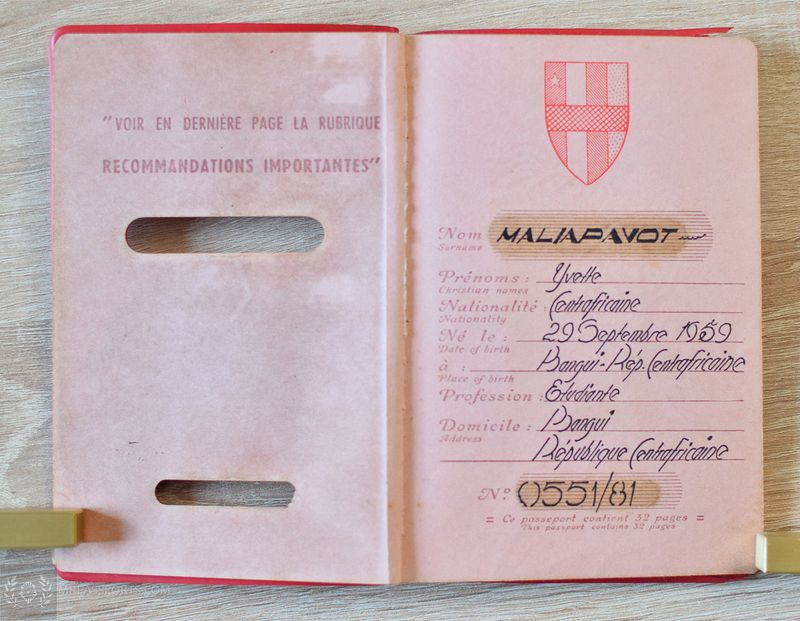 "VOIR EN DERNIÈRE PAGE LA RUBRIQUE
RECOMMANDATIONS IMPORTANTES"
Nom MALIAPAVOT
Surname
Prénoms : Yvette
Christian names
Nationalité : Centrafricaine
Nationality
Né le : 29 Septembre 1959
Date of birth
à : Bangui - Rép. Centrafricaine
Place of birth
Profession : Etudiante
Domicile : Bangui
Address
République Centrafricaine
Nº 0551/81
= Ce passeport contient 32 pages =
This passport contains 32 pages